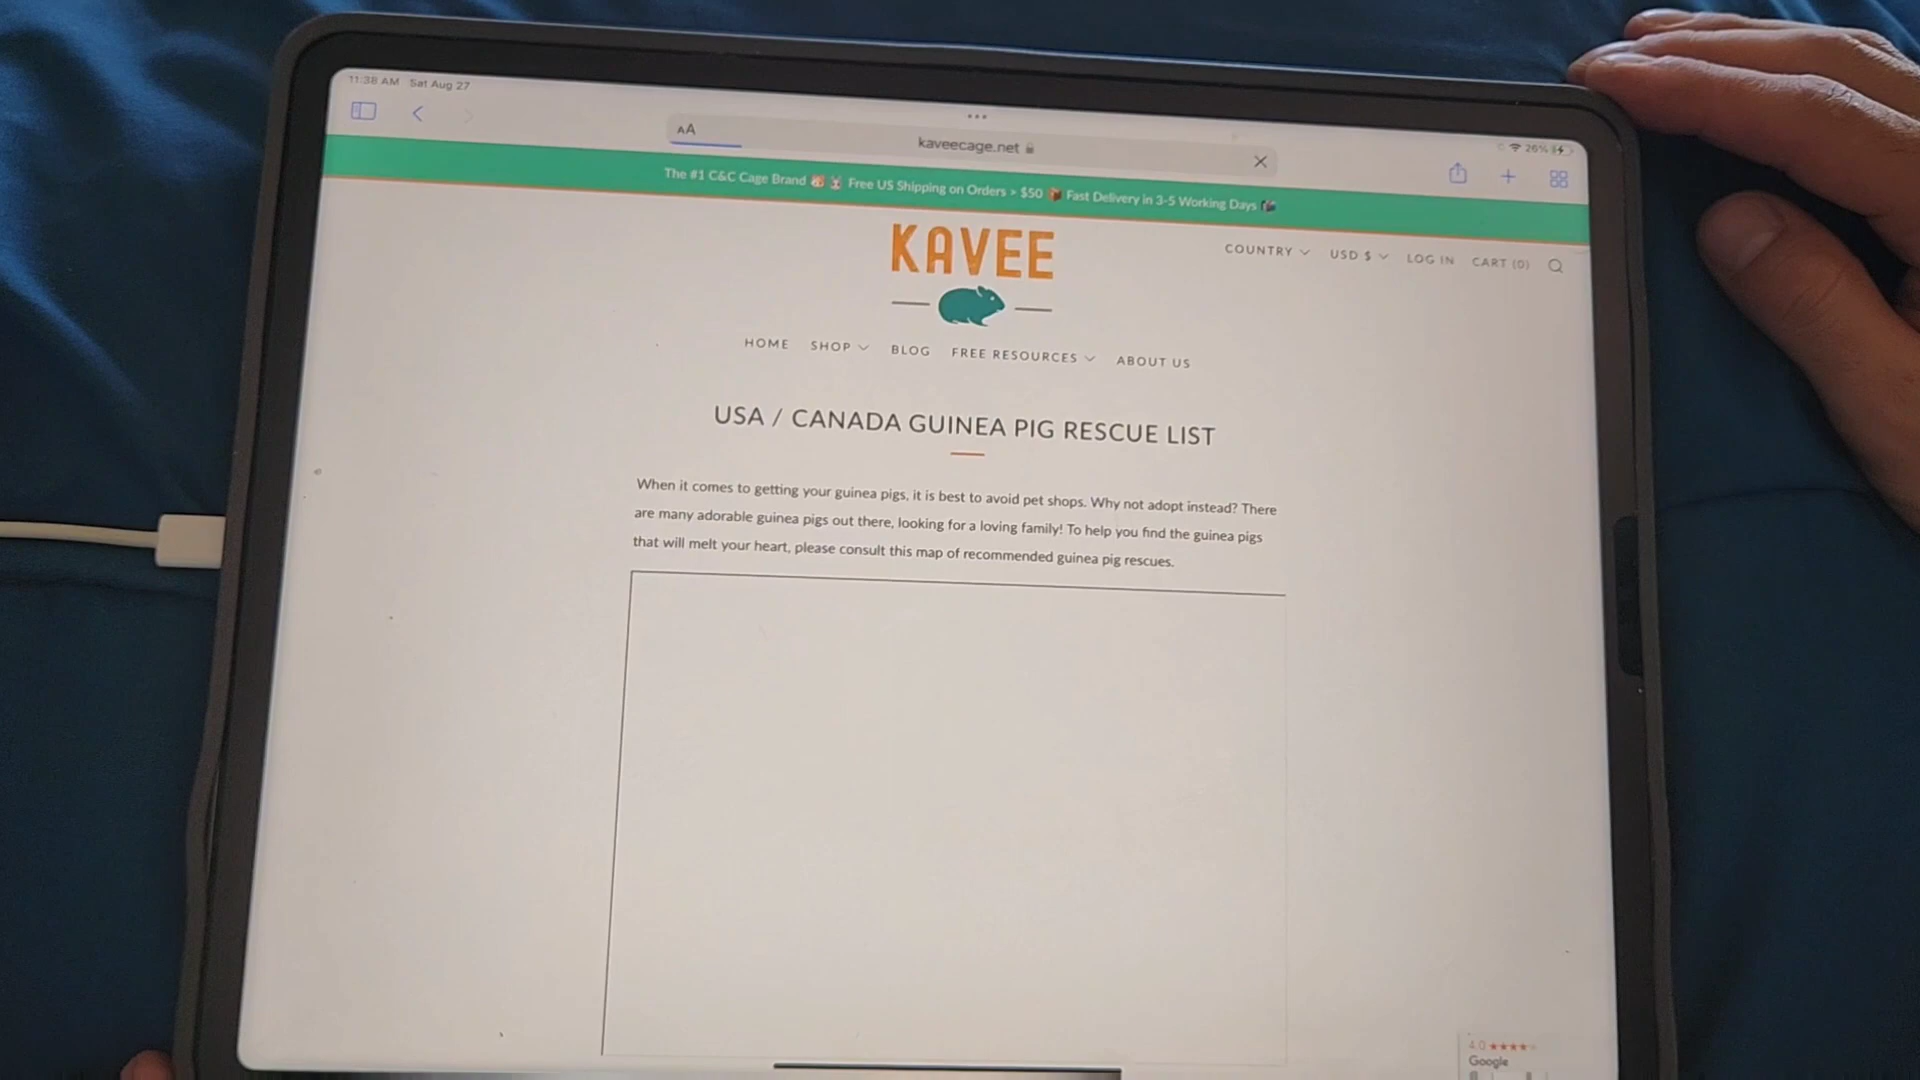 11:38 AM Sat Aug 27
AA
kaveecage.net
26%
The #1 C&C Cage Brand Free US Shipping on Orders > $50 Fast Delivery in 3-5 Working Days
KAVEE
COUNTRY USD $ LOG IN CART (0)
HOME SHOP BLOG FREE RESOURCES ABOUT US
USA / CANADA GUINEA PIG RESCUE LIST
When it comes to getting your guinea pigs, it is best to avoid pet shops. Why not adopt instead? There
are many adorable guinea pigs out there, looking for a loving family! To help you find the guinea pigs
that will melt your heart, please consult this map of recommended guinea pig rescues.
4.0 ★★★★★
Google